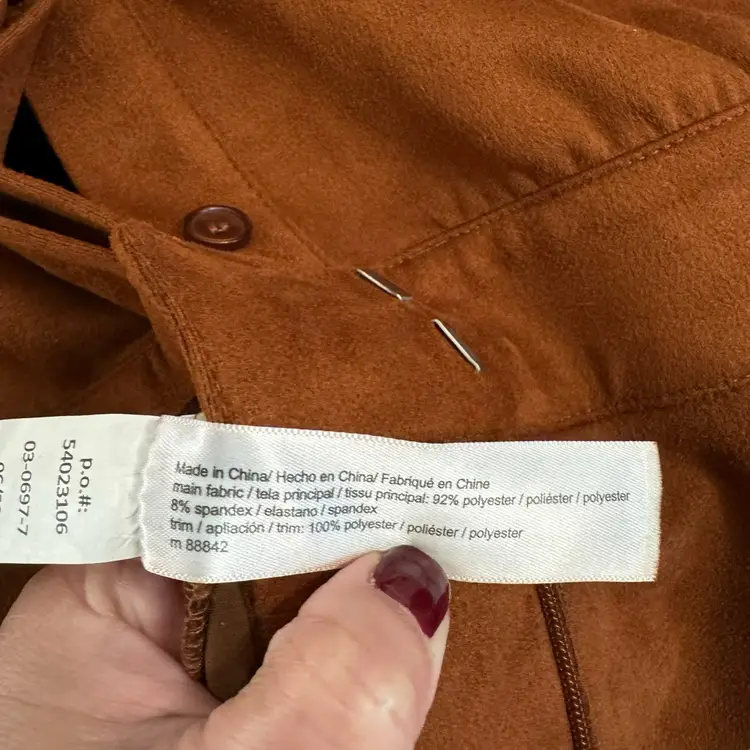 Made in China/ Hecho en China/ Fabriqué en Chine
main fabric / tela principal / tissu principal: 92% polyester / poliéster / polyester
8% spandex / elastano / spandex
trim / apliación / trim: 100% polyester / poliéster / polyester
m 88842
p.o.#:
54023106
03-0697-7